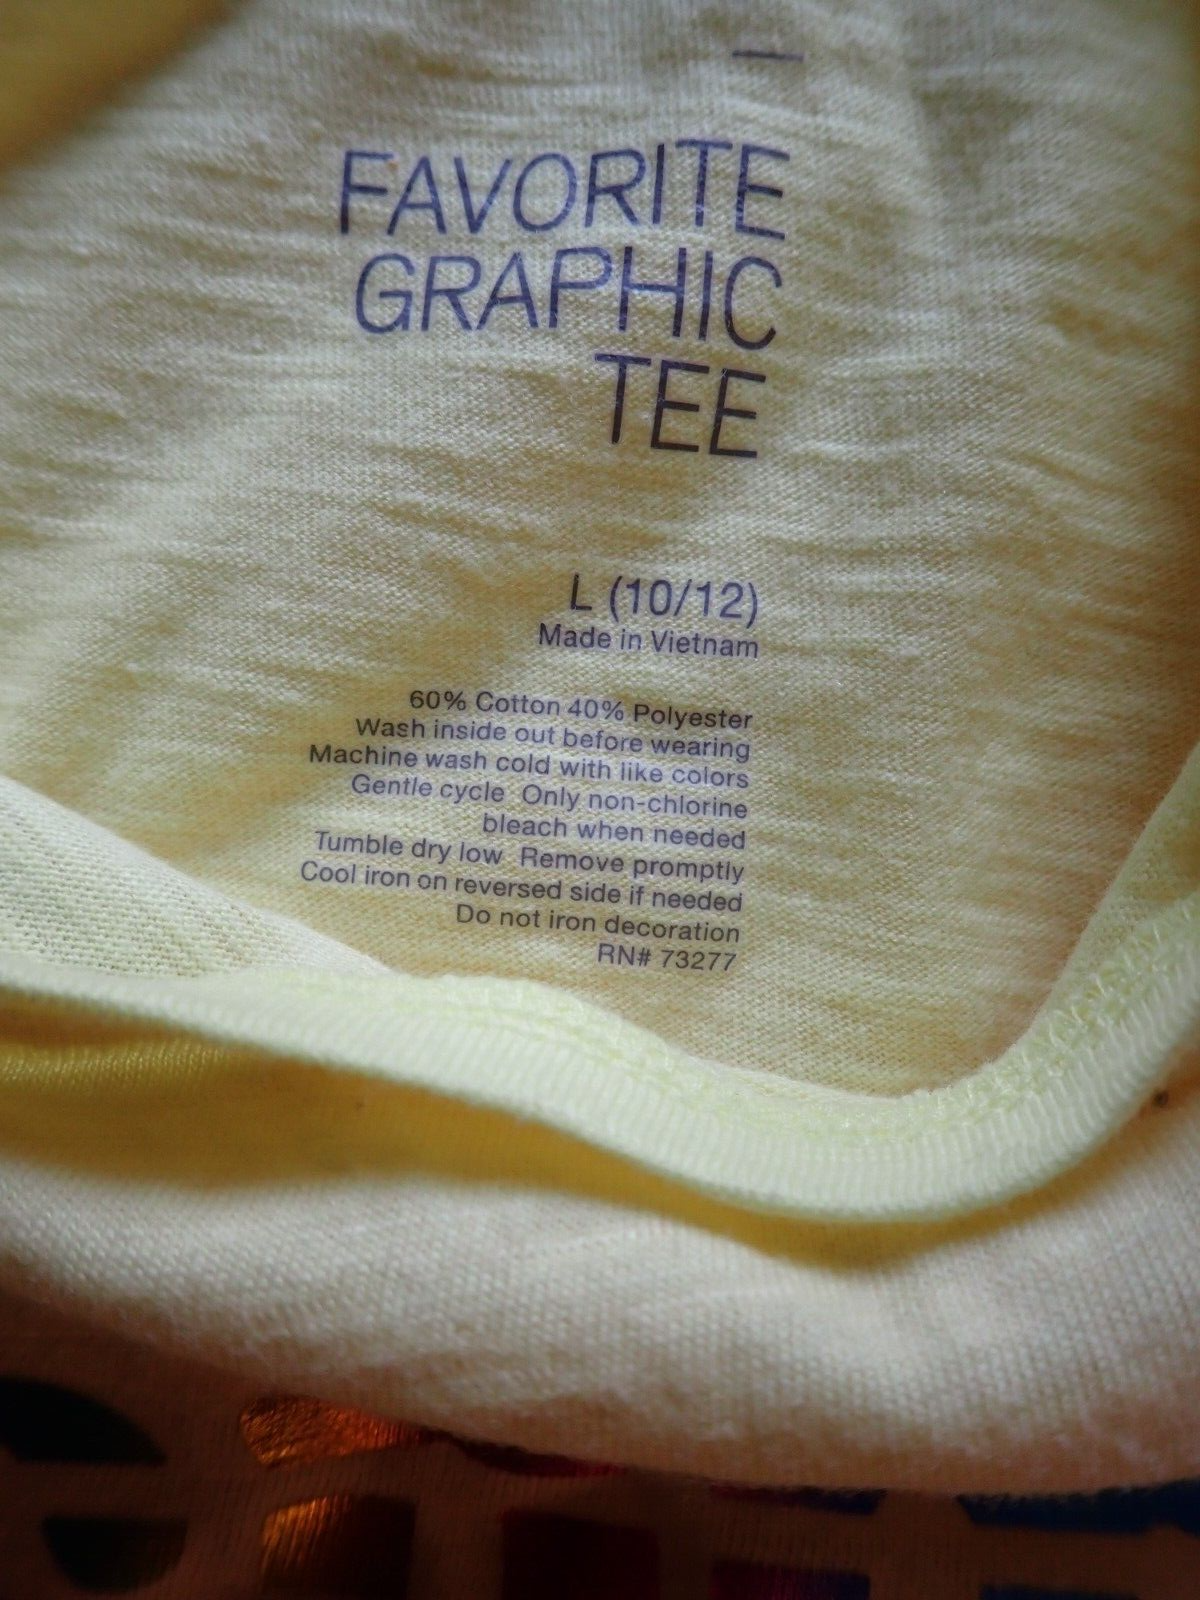 FAVORITE
GRAPHIC
TEE
L (10/12)
Made in Vietnam
60% Cotton 40% Polyester
Wash inside out before wearing
Machine wash cold with like colors
Gentle cycle Only non-chlorine
bleach when needed
Tumble dry low Remove promptly
Cool iron on reversed side if needed
Do not iron decoration
RN# 73277